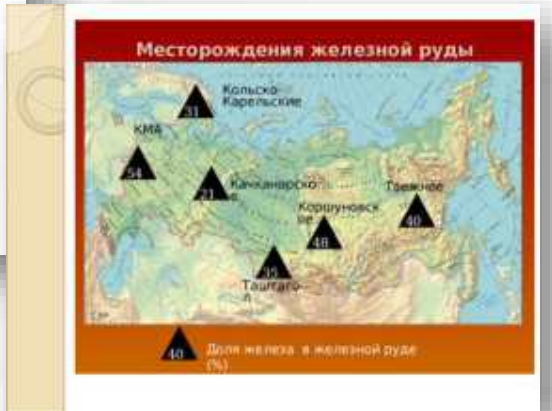 Месторождения железной руды
Кольско-
Карельские
31
КМА
54
Качканарско
е
21
Таежное
40
Коршуновск
ое
48
35
Таштаго
л
40
Доля железа в железной руде
(%)